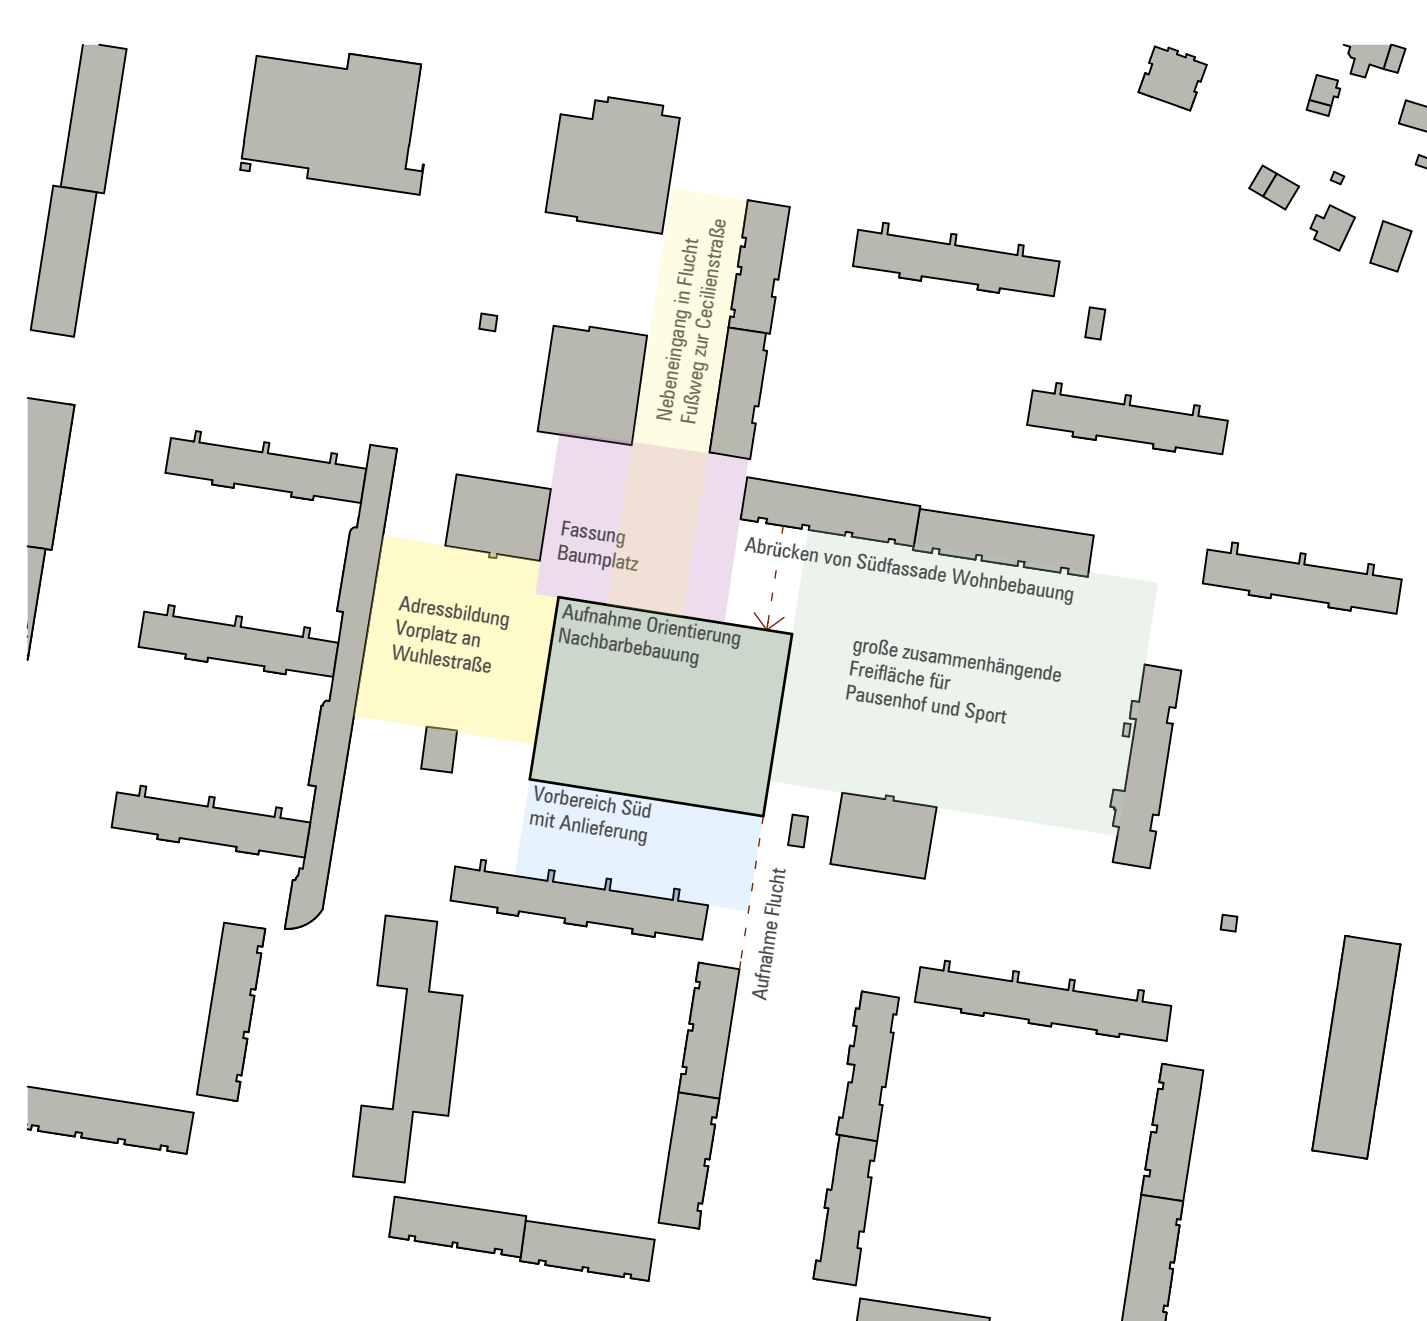 Nebeneingang in Flucht
Fußweg zur Cecilienstraße
Fassung
Baumplatz
Abrücken von Südfassade Wohnbebauung
Adressbildung
Vorplatz an
Wuhlestraße
Aufnahme Orientierung
Nachbarbebauung
große zusammenhängende
Freifläche für
Pausenhof und Sport
Vorbereich Süd
mit Anlieferung
Aufnahme Flucht